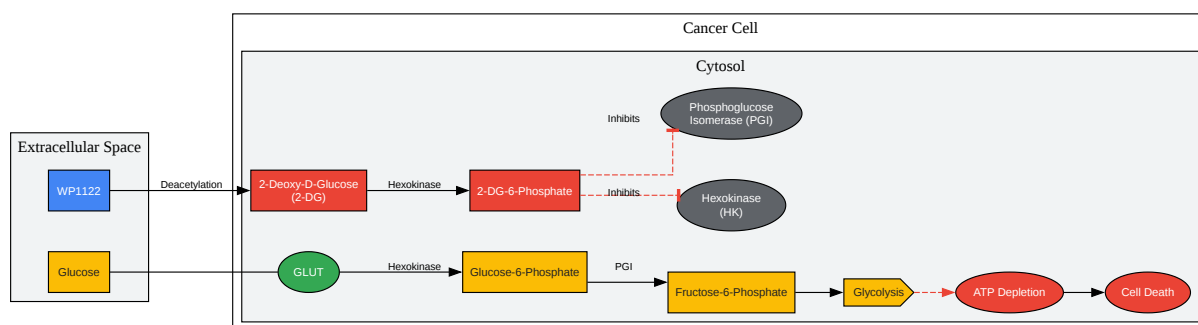 Cancer Cell
Cytosol
Phosphoglucose
Isomerase (PGI)
Inhibits
Extracellular Space
WP1122
Deacetylation
2-Deoxy-D-Glucose
(2-DG)
Hexokinase
2-DG-6-Phosphate
Inhibits
Hexokinase
(HK)
Glucose
GLUT
Hexokinase
Glucose-6-Phosphate
PGI
Fructose-6-Phosphate
Glycolysis
ATP Depletion
Cell Death